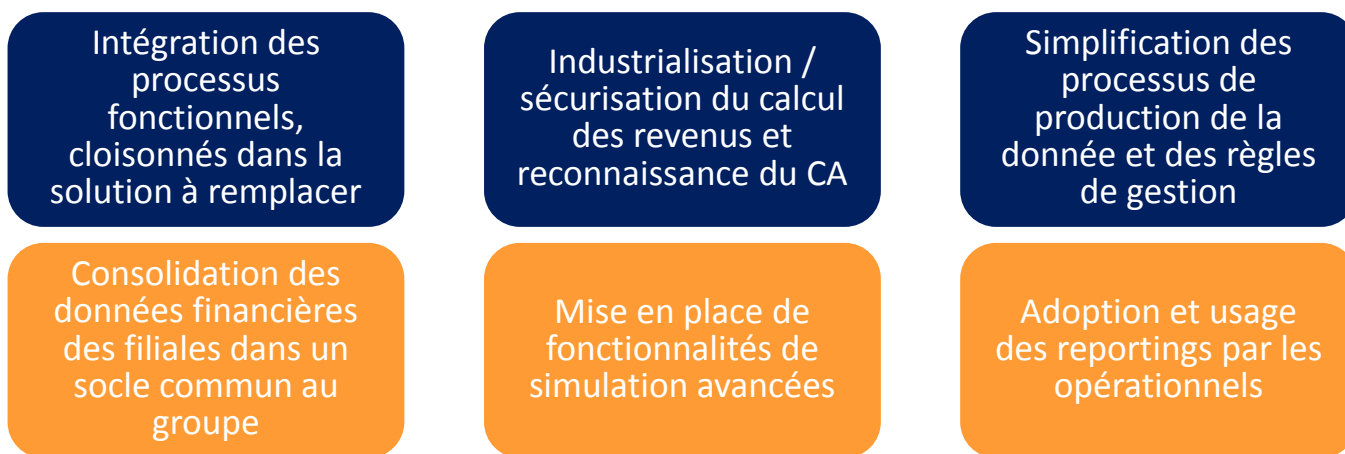 Intégration des
processus
fonctionnels,
cloisonnés dans la
solution à remplacer
Industrialisation /
sécurisation du calcul
des revenus et
reconnaissance du CA
Simplification des
processus de
production de la
donnée et des règles
de gestion
Consolidation des
données financières
des filiales dans un
socle commun au
groupe
Mise en place de
fonctionnalités de
simulation avancées
Adoption et usage
des reportings par les
opérationnels